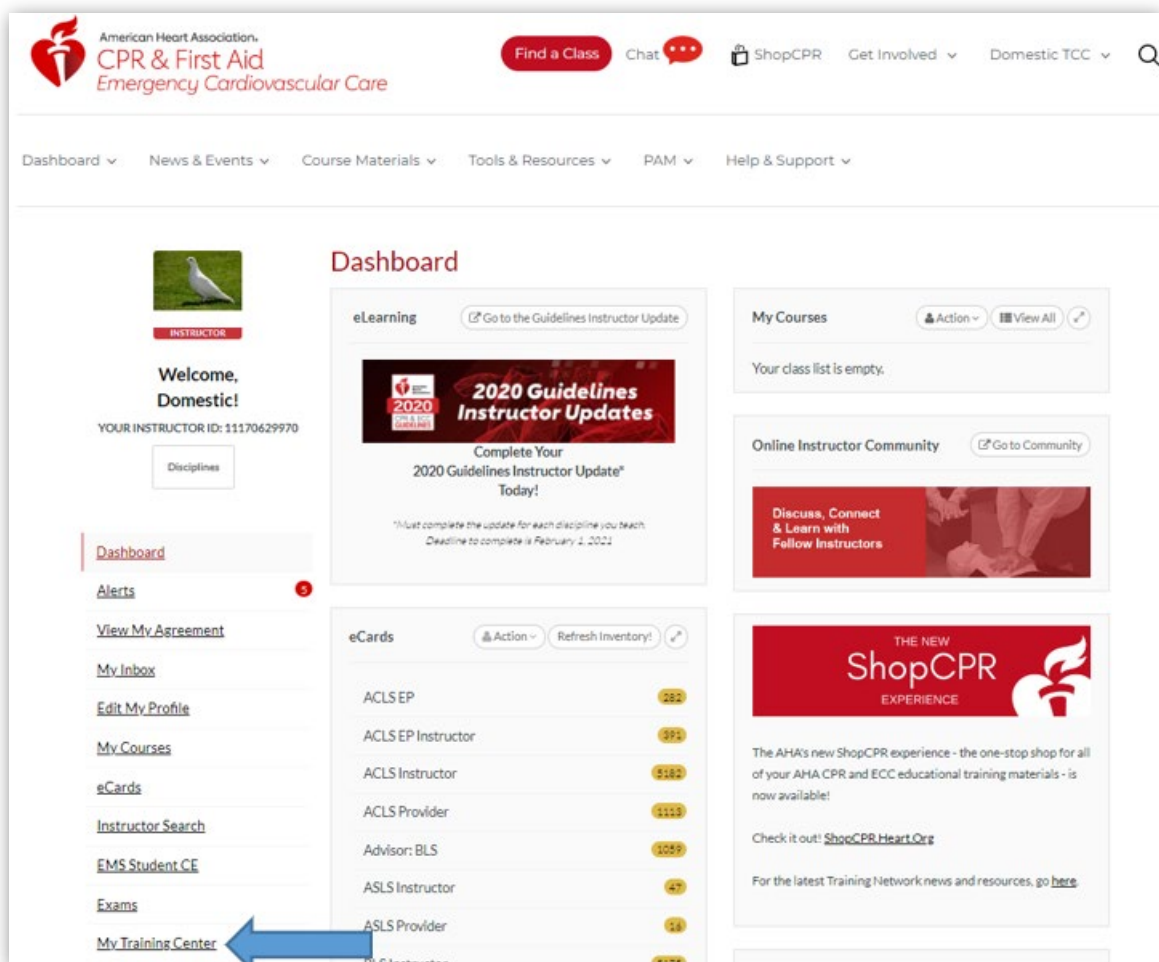 American Heart Association.
CPR & First Aid
Emergency Cardiovascular Care
Find a Class
Chat
ShopCPR
Get Involved
Domestic TCC
Dashboard
News & Events
Course Materials
Tools & Resources
PAM
Help & Support
INSTRUCTOR
Welcome,
Domestic!
YOUR INSTRUCTOR ID: 11170629970
Disciplines
Dashboard
Alerts
5
View My Agreement
My Inbox
Edit My Profile
My Courses
eCards
Instructor Search
EMS Student CE
Exams
My Training Center
Dashboard
eLearning
Go to the Guidelines Instructor Update
2020
CPR & ECC
GUIDELINES
2020 Guidelines
Instructor Updates
Complete Your
2020 Guidelines Instructor Update*
Today!
*Must complete the update for each discipline you teach.
Deadline to complete is February 1, 2021
eCards
Action
Refresh Inventory!
ACLS EP 282
ACLS EP Instructor 391
ACLS Instructor 5182
ACLS Provider 1113
Advisor: BLS 1059
ASLS Instructor 47
ASLS Provider 16
My Courses
Action
View All
Your class list is empty.
Online Instructor Community
Go to Community
Discuss, Connect
& Learn with
Fellow Instructors
THE NEW
ShopCPR
EXPERIENCE
The AHA's new ShopCPR experience - the one-stop shop for all
of your AHA CPR and ECC educational training materials - is
now available!
Check it out! ShopCPR.Heart.Org
For the latest Training Network news and resources, go here.